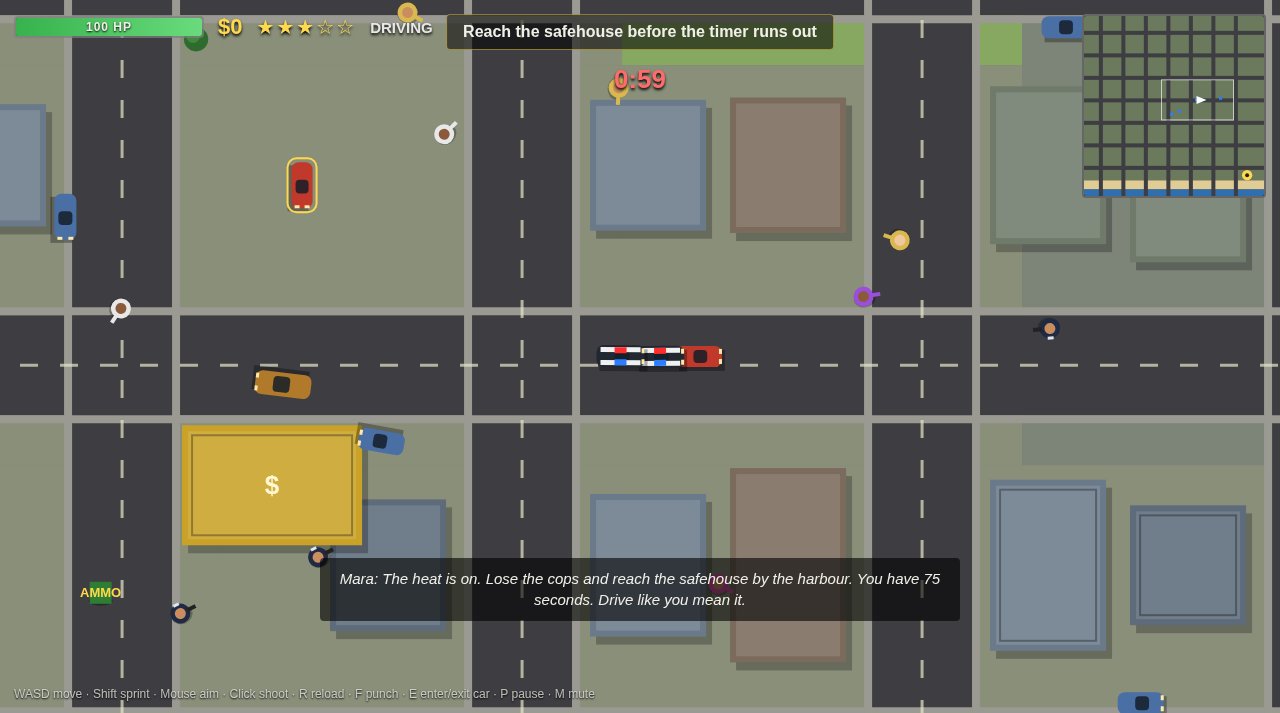 100 HP
$0
★★★☆☆
DRIVING
Reach the safehouse before the timer runs out
0:59
$
AMMO
Mara: The heat is on. Lose the cops and reach the safehouse by the harbour. You have 75
seconds. Drive like you mean it.
WASD move · Shift sprint · Mouse aim · Click shoot · R reload · F punch · E enter/exit car · P pause · M mute